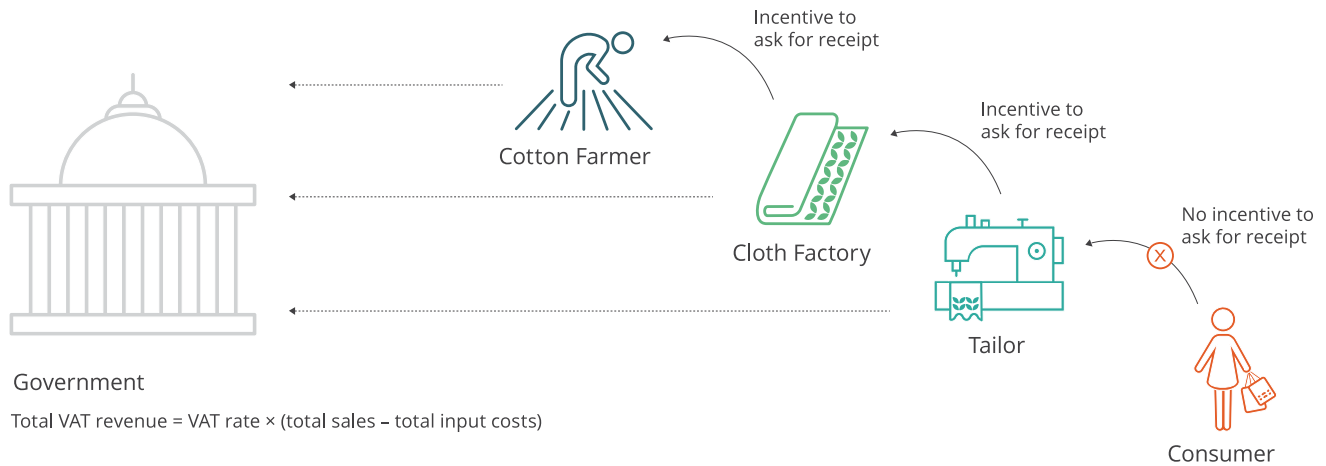 Incentive to
ask for receipt
Cotton Farmer
Incentive to
ask for receipt
Cloth Factory
No incentive to
ask for receipt
X
Tailor
Consumer
Government
Total VAT revenue = VAT rate × (total sales – total input costs)